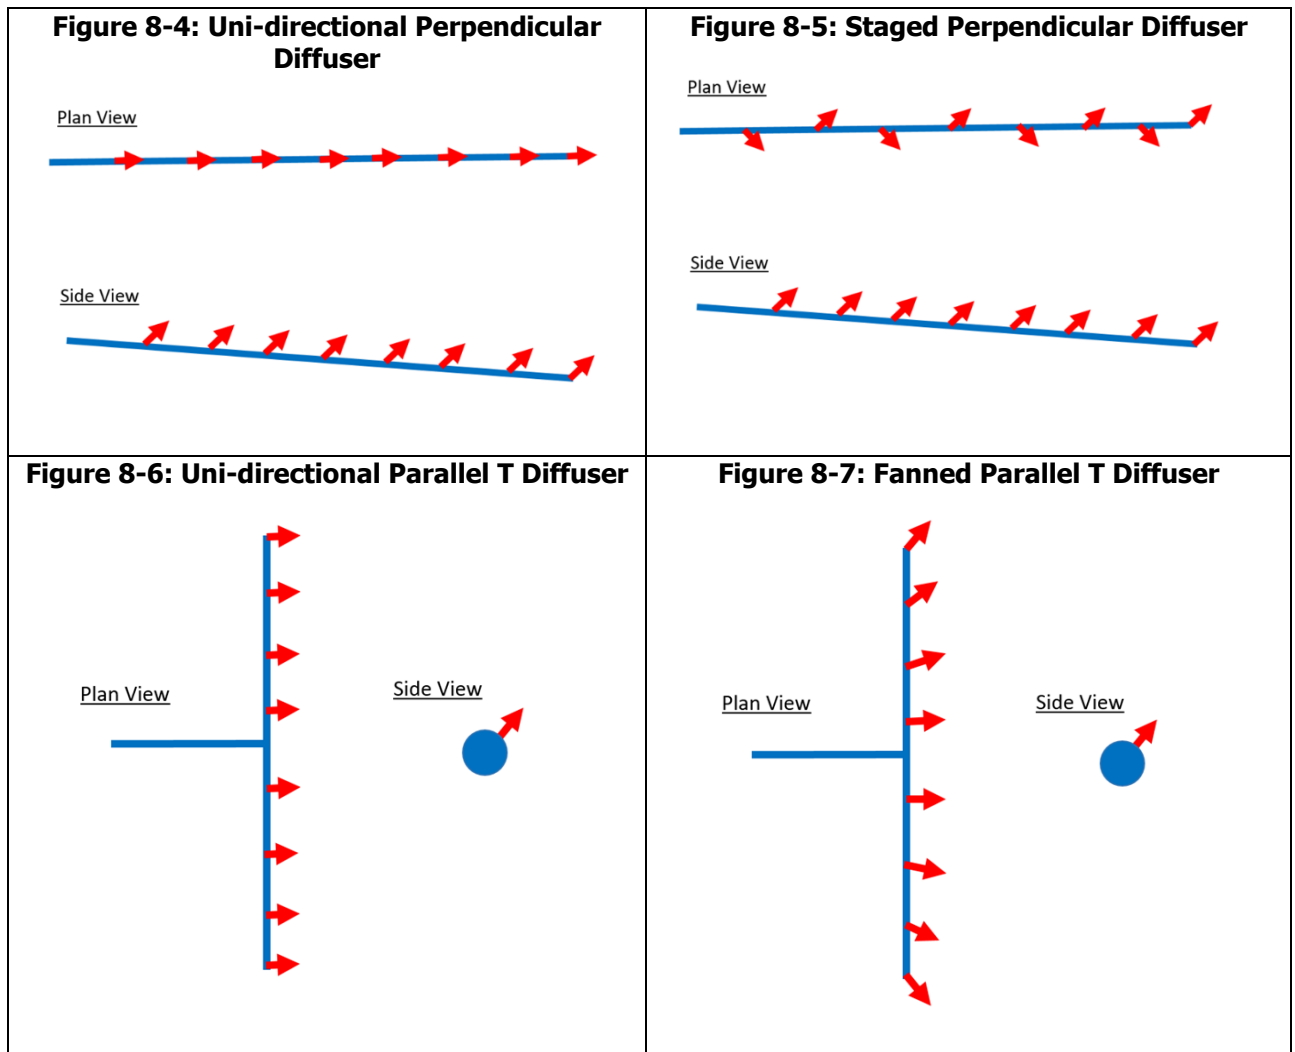 Figure 8-4: Uni-directional Perpendicular
Diffuser
Plan View
Side View
Figure 8-5: Staged Perpendicular Diffuser
Plan View
Side View
Figure 8-6: Uni-directional Parallel T Diffuser
Plan View
Side View
Figure 8-7: Fanned Parallel T Diffuser
Plan View
Side View